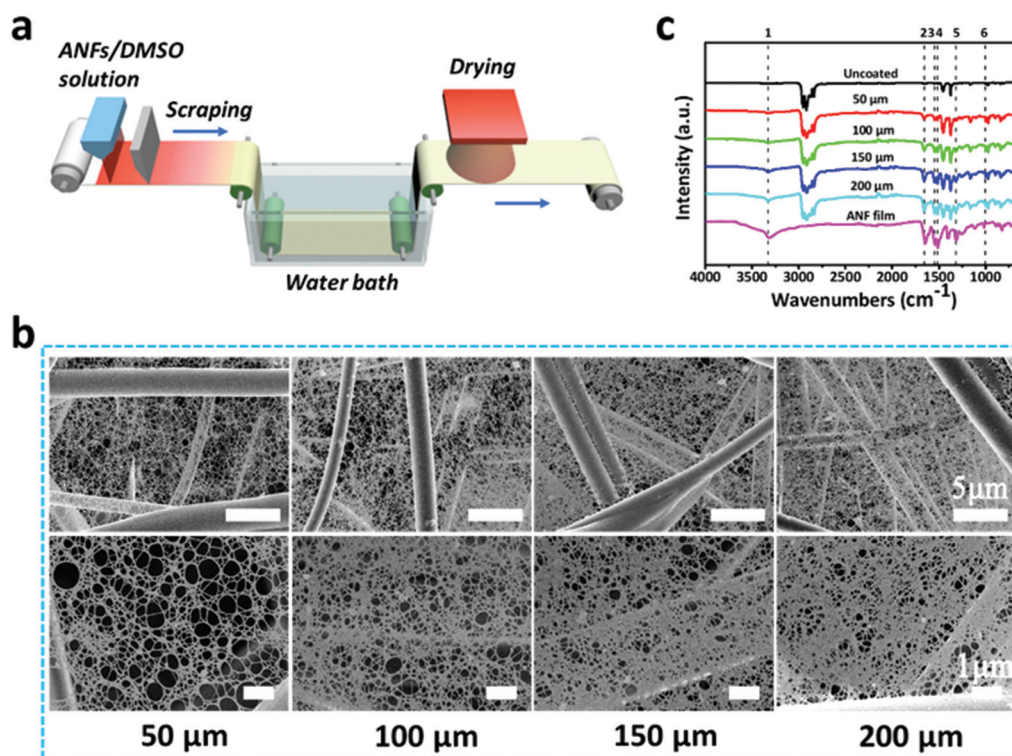 a
ANFs/DMSO
solution
Scraping
Drying
Water bath
c
1 2 3 4 5 6
Uncoated
50 μm
100 μm
150 μm
200 μm
ANF film
Intensity (a.u.)
4000 3000 2500 2000 1500 1000
Wavenumbers (cm⁻¹)
b
5μm
1μm
50 μm
100 μm
150 μm
200 μm